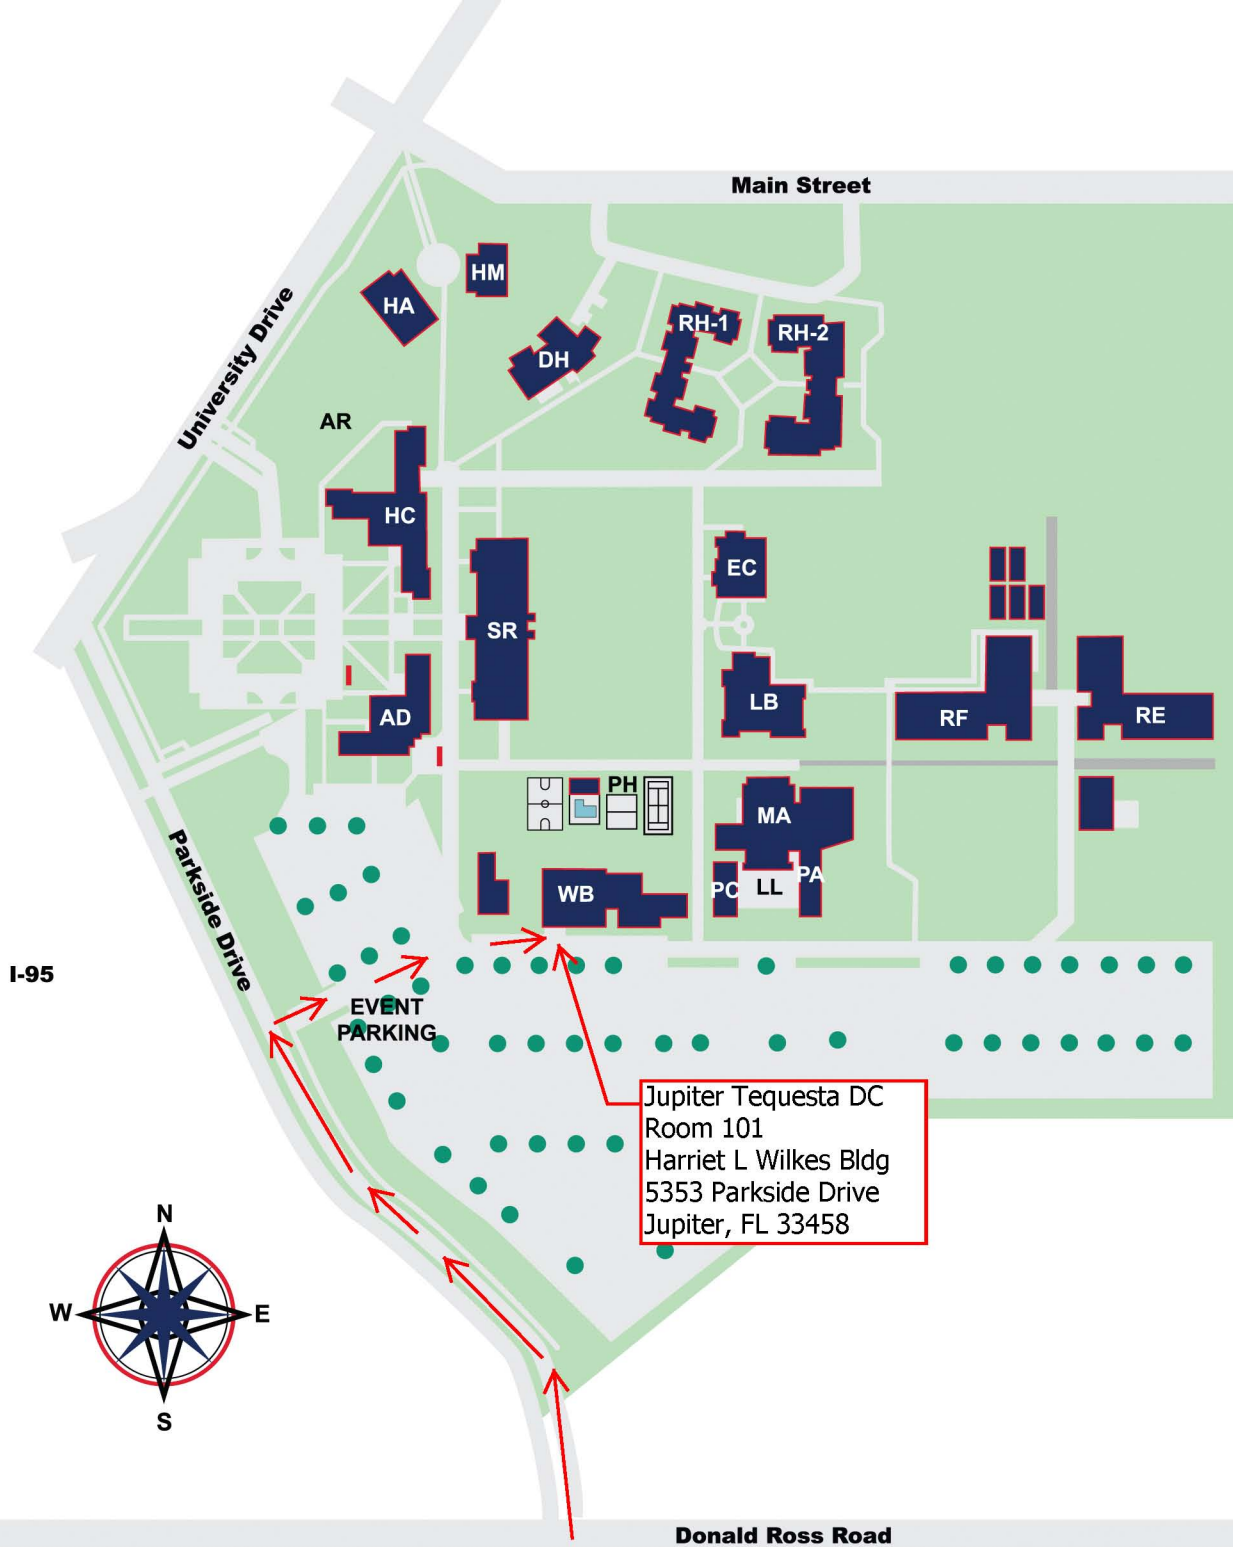 Main Street
HM
HA
University Drive
RH-1
RH-2
DH
AR
HC
EC
SR
LB
AD
RF
RE
PH
MA
Parkside Drive
WB
PC
LL
PA
I-95
EVENT
PARKING
Jupiter Tequesta DC
Room 101
Harriet L Wilkes Bldg
5353 Parkside Drive
Jupiter, FL 33458
N
W
E
S
Donald Ross Road